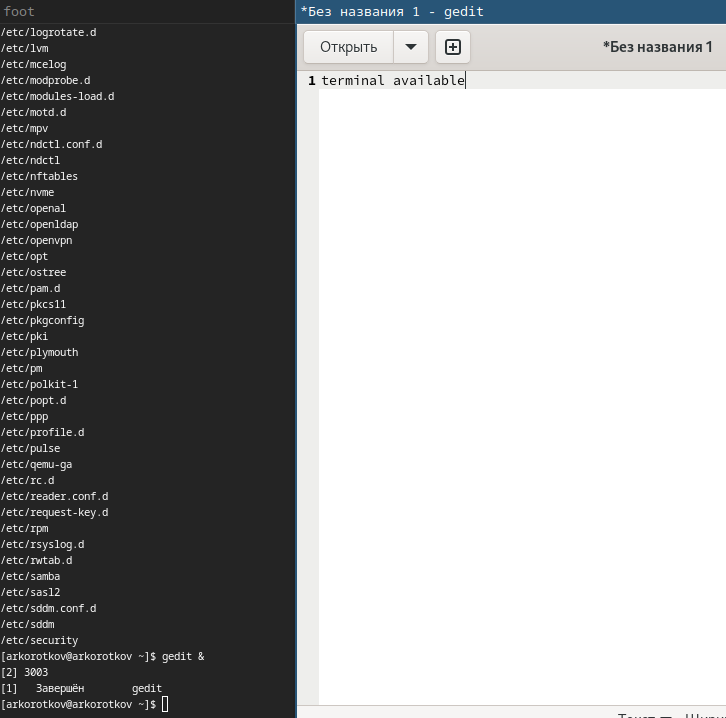 foot
/etc/logrotate.d
/etc/lvm
/etc/mcelog
/etc/modprobe.d
/etc/modules-load.d
/etc/motd.d
/etc/mpv
/etc/ndctl.conf.d
/etc/ndctl
/etc/nftables
/etc/nvme
/etc/openal
/etc/openldap
/etc/openvpn
/etc/opt
/etc/ostree
/etc/pam.d
/etc/pkcs11
/etc/pkgconfig
/etc/pki
/etc/plymouth
/etc/pm
/etc/polkit-1
/etc/popt.d
/etc/ppp
/etc/profile.d
/etc/pulse
/etc/qemu-ga
/etc/rc.d
/etc/reader.conf.d
/etc/request-key.d
/etc/rpm
/etc/rsyslog.d
/etc/rwtab.d
/etc/samba
/etc/sasl2
/etc/sddm.conf.d
/etc/sddm
/etc/security
[arkorotkov@arkorotkov ~]$ gedit &
[2] 3003
[1]   Завершён        gedit
[arkorotkov@arkorotkov ~]$
*Без названия 1 - gedit
Открыть
*Без названия 1
1 terminal available